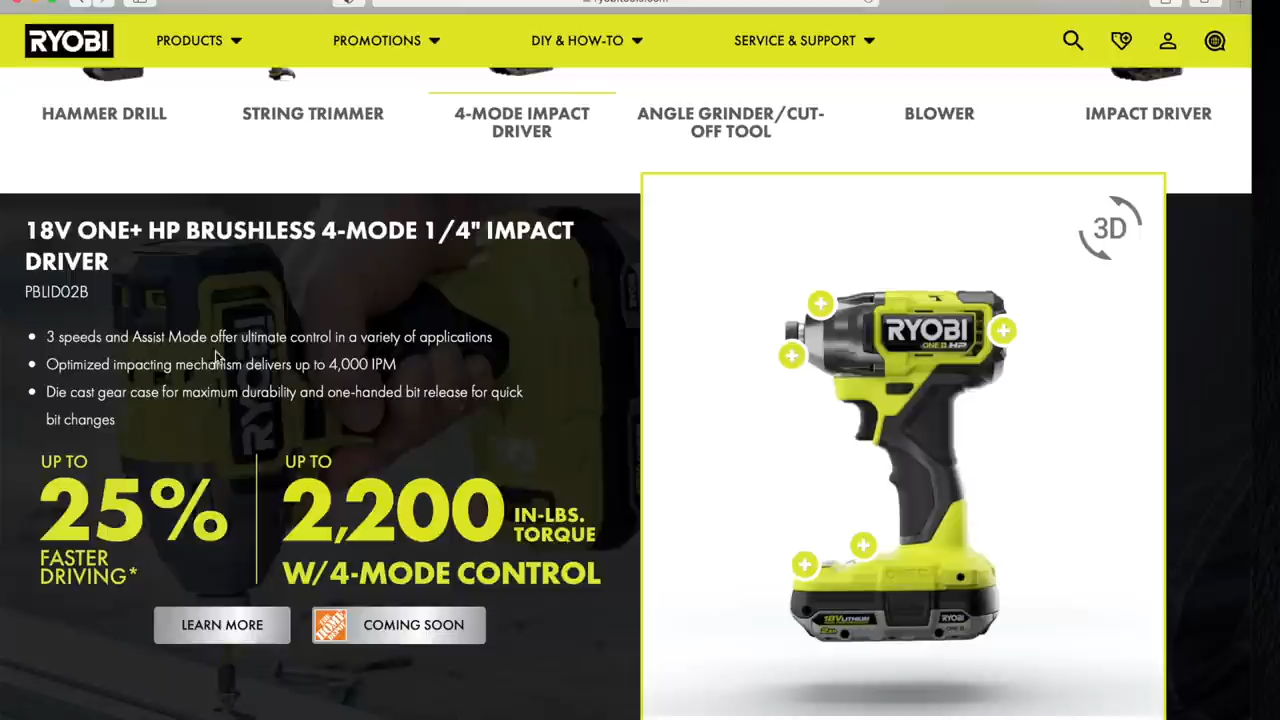 RYOBI
PRODUCTS
PROMOTIONS
DIY & HOW-TO
SERVICE & SUPPORT
HAMMER DRILL
STRING TRIMMER
4-MODE IMPACT
DRIVER
ANGLE GRINDER/CUT-
OFF TOOL
BLOWER
IMPACT DRIVER
18V ONE+ HP BRUSHLESS 4-MODE 1/4" IMPACT
DRIVER
PBLID02B
3 speeds and Assist Mode offer ultimate control in a variety of applications
Optimized impacting mechanism delivers up to 4,000 IPM
Die cast gear case for maximum durability and one-handed bit release for quick
bit changes
UP TO
25%
FASTER
DRIVING*
UP TO
2,200
IN-LBS.
TORQUE
W/4-MODE CONTROL
LEARN MORE
COMING SOON
3D
RYOBI
ONE+ HP
18V LITHIUM
RYOBI